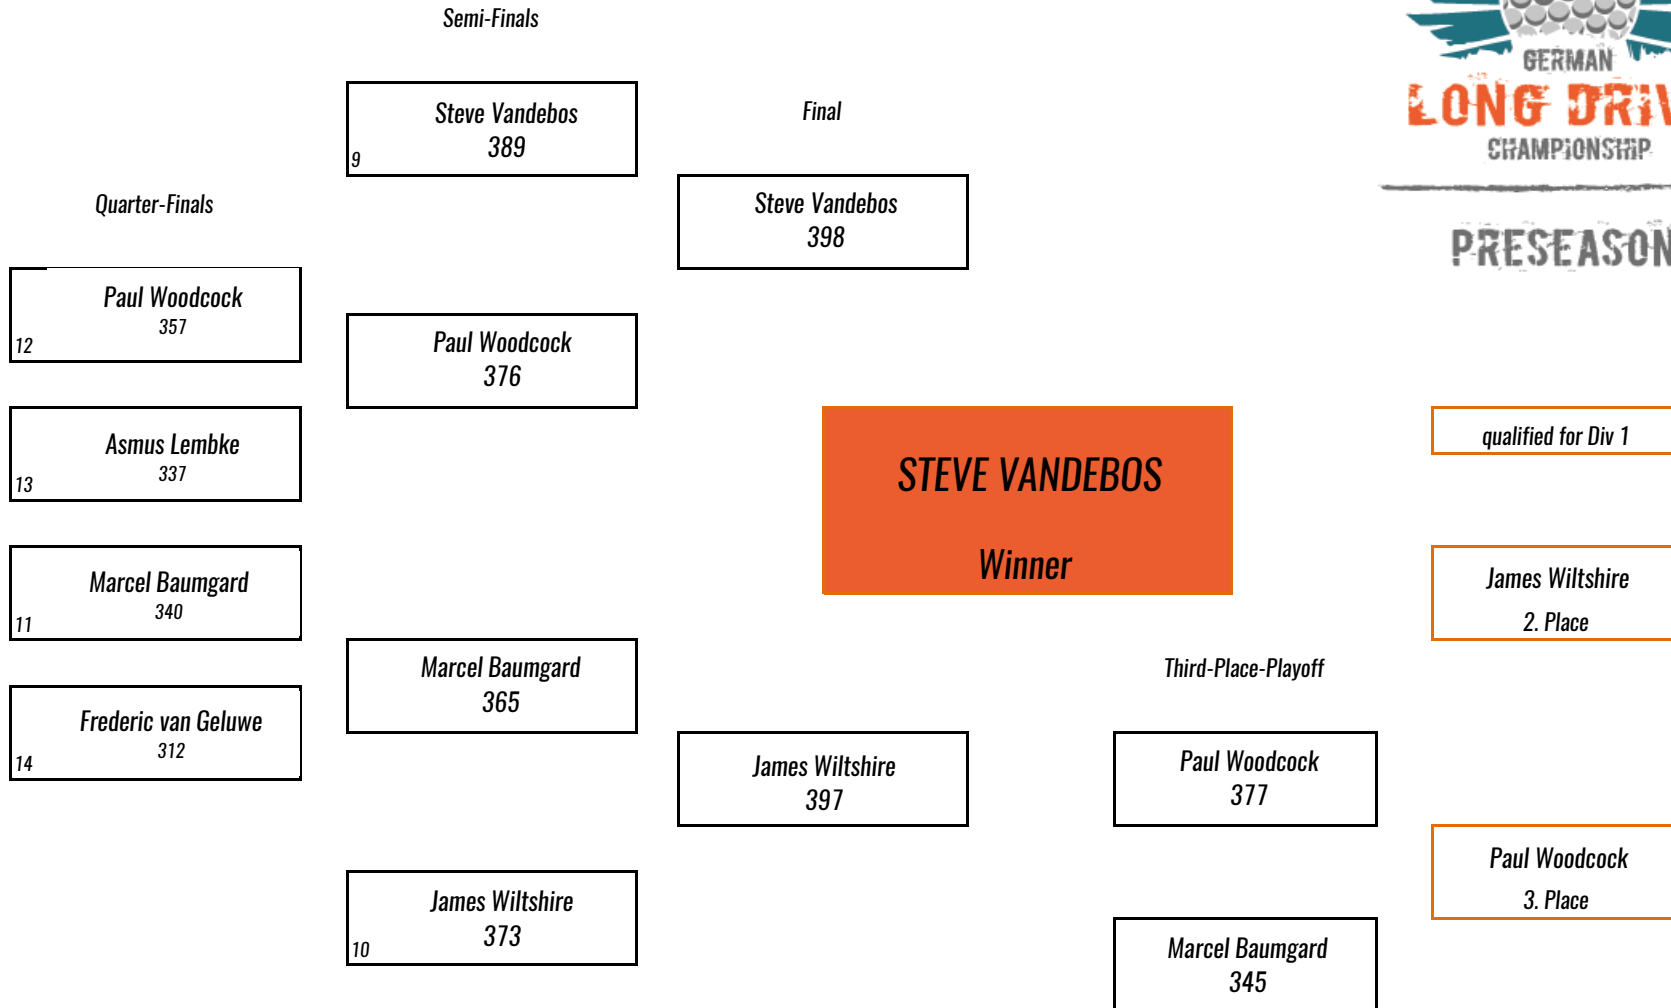 Semi-Finals
Steve Vandebos
389
9
Final
GERMAN
CHAMPIONSHIP
LONG
Quarter-Finals
Steve Vandebos
398
PRESEASON
Paul Woodcock
357
12
Paul Woodcock
376
Asmus Lembke
337
13
STEVE VANDEBOS
Winner
qualified for Div 1
Marcel Baumgard
340
11
James Wiltshire
2. Place
Marcel Baumgard
365
Third-Place-Playoff
Frederic van Geluwe
312
14
James Wiltshire
397
Paul Woodcock
377
James Wiltshire
373
10
Paul Woodcock
3. Place
Marcel Baumgard
345